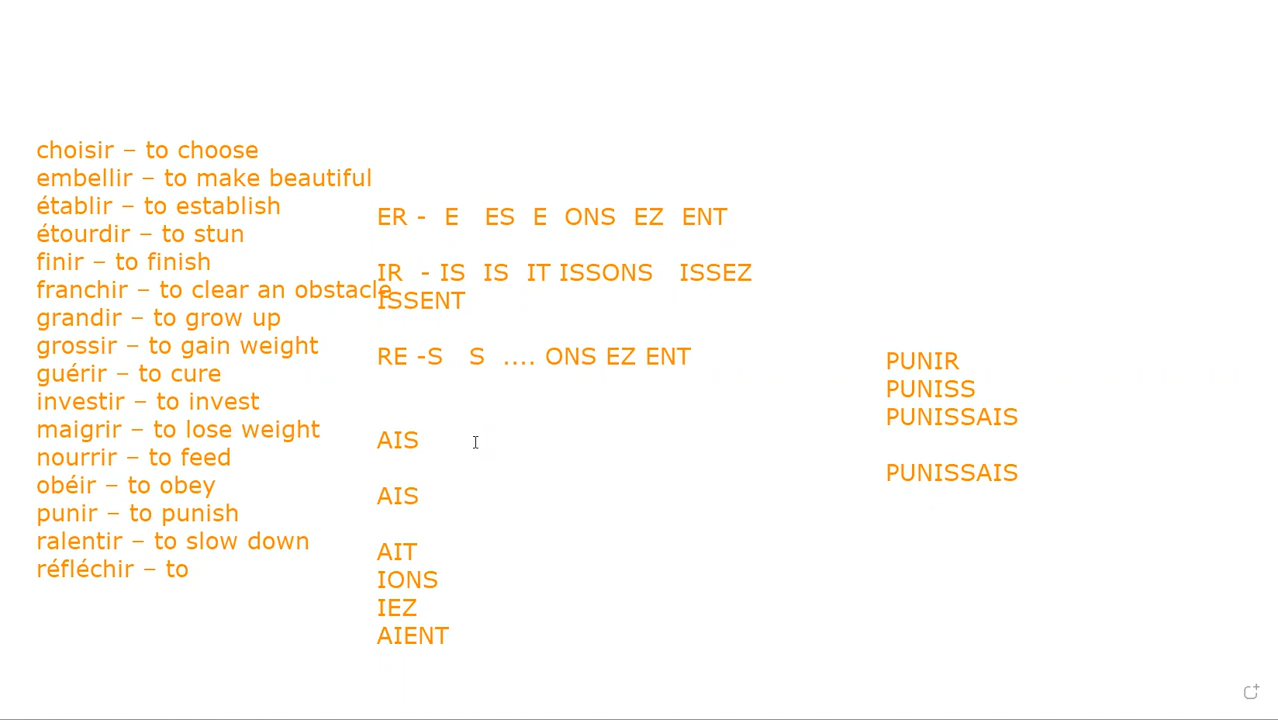 choisir – to choose
embellir – to make beautiful
établir – to establish
étourdir – to stun
finir – to finish
franchir – to clear an obstacle
grandir – to grow up
grossir – to gain weight
guérir – to cure
investir – to invest
maigrir – to lose weight
nourrir – to feed
obéir – to obey
punir – to punish
ralentir – to slow down
réfléchir – to
ER - E ES E ONS EZ ENT
IR - IS IS IT ISSONS ISSEZ
ISSENT
RE -S S .... ONS EZ ENT
AIS
AIS
AIT
IONS
IEZ
AIENT
PUNIR
PUNISS
PUNISSAIS
PUNISSAIS